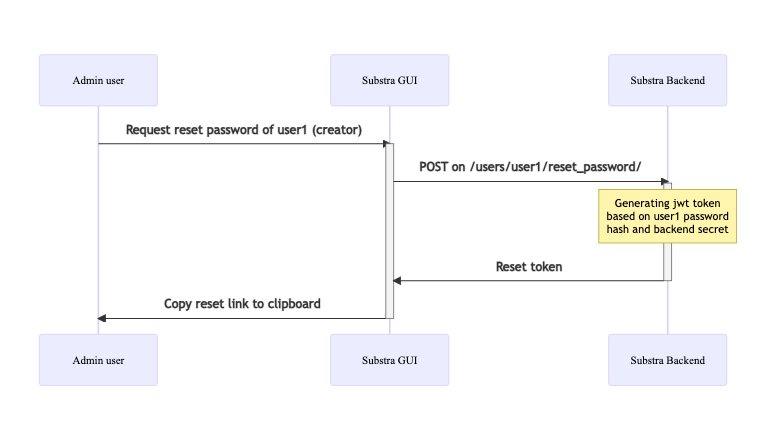 Admin user
Substra GUI
Substra Backend
Request reset password of user1 (creator)
POST on /users/user1/reset_password/
Generating jwt token
based on user1 password
hash and backend secret
Reset token
Copy reset link to clipboard
Admin user
Substra GUI
Substra Backend